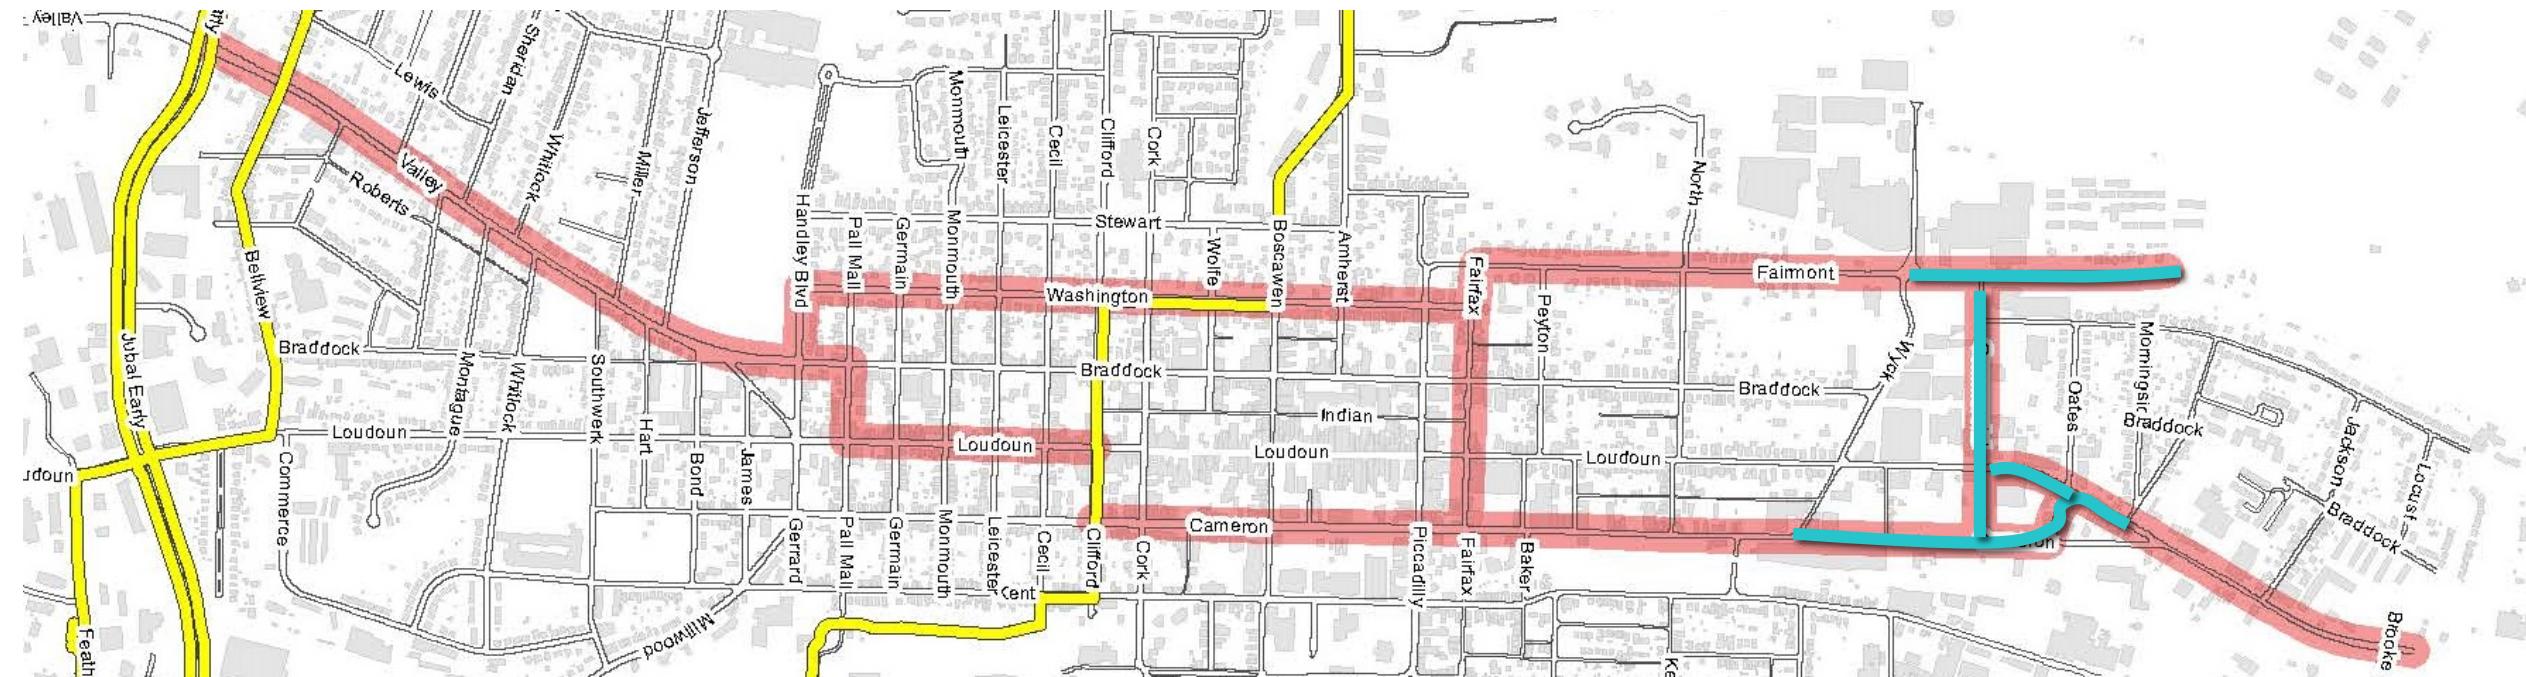 Valley
Lewis
Sheridan
Whitlock
Miller
Jefferson
Valley
Roberts
Handley Blvd
Pall Mall
Germain
Monmouth
Monmouth
Leicester
Cecil
Clifford
Cork
Stewart
Wolfe
Boscawen
Amherst
Washington
Fairfax
Fairmont
North
Peyton
Wyck
Bellview
Jubal Early
Braddock
Montague
Whitlock
Southwerk
Hart
Bond
James
Braddock
Indian
Braddock
Oates
Morningsi
Braddock
Jackson
Locust
Braddock
Loudoun
Loudoun
Loudoun
Loudoun
Commerce
Gerrard
Pall Mall
Germain
Monmouth
Leicester
Cecil
Clifford
Cork
Cameron
Piccadilly
Fairfax
Baker
Kent
Millwood
Feath
Brooke
Ke